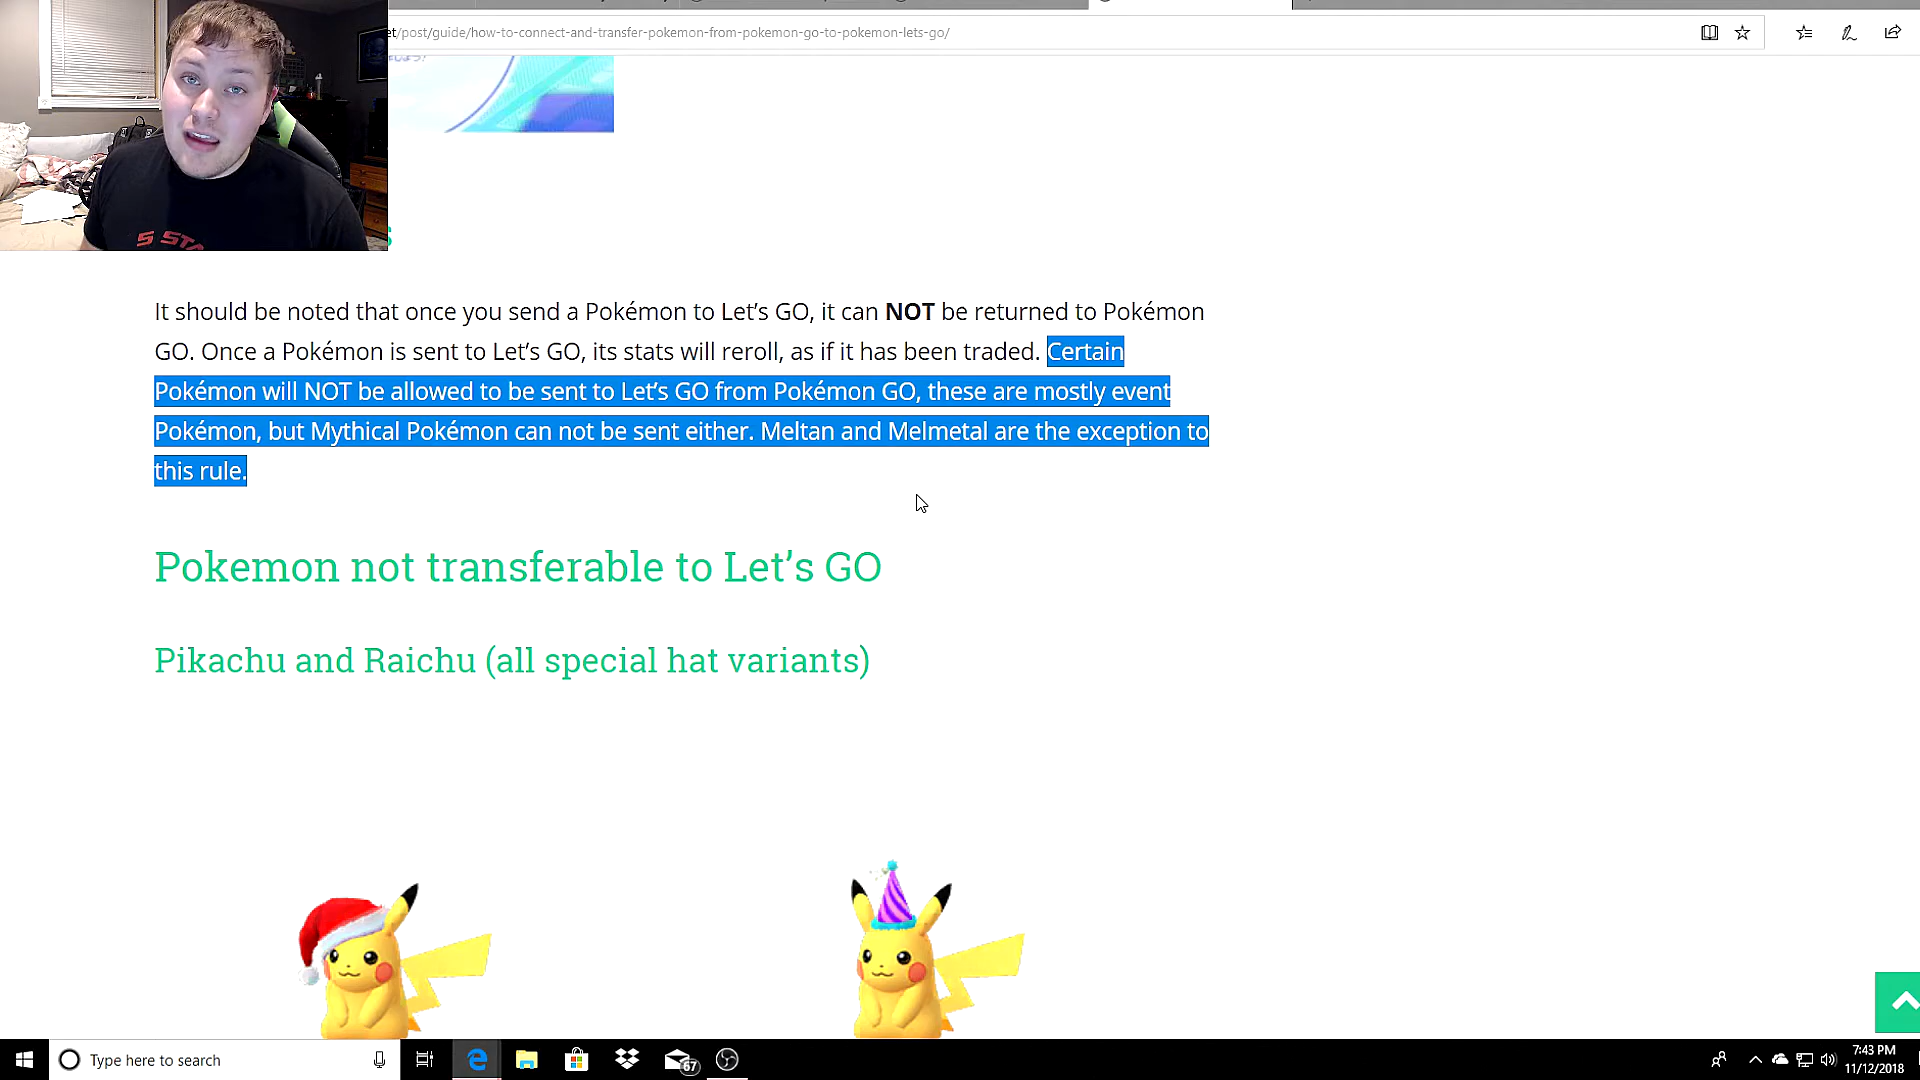 et/post/guide/how-to-connect-and-transfer-pokemon-from-pokemon-go-to-pokemon-lets-go/
5 STA
It should be noted that once you send a Pokémon to Let’s GO, it can NOT be returned to Pokémon
GO. Once a Pokémon is sent to Let’s GO, its stats will reroll, as if it has been traded. Certain
Pokémon will NOT be allowed to be sent to Let’s GO from Pokémon GO, these are mostly event
Pokémon, but Mythical Pokémon can not be sent either. Meltan and Melmetal are the exception to
this rule.
Pokemon not transferable to Let’s GO
Pikachu and Raichu (all special hat variants)
Type here to search
67
7:43 PM
11/12/2018